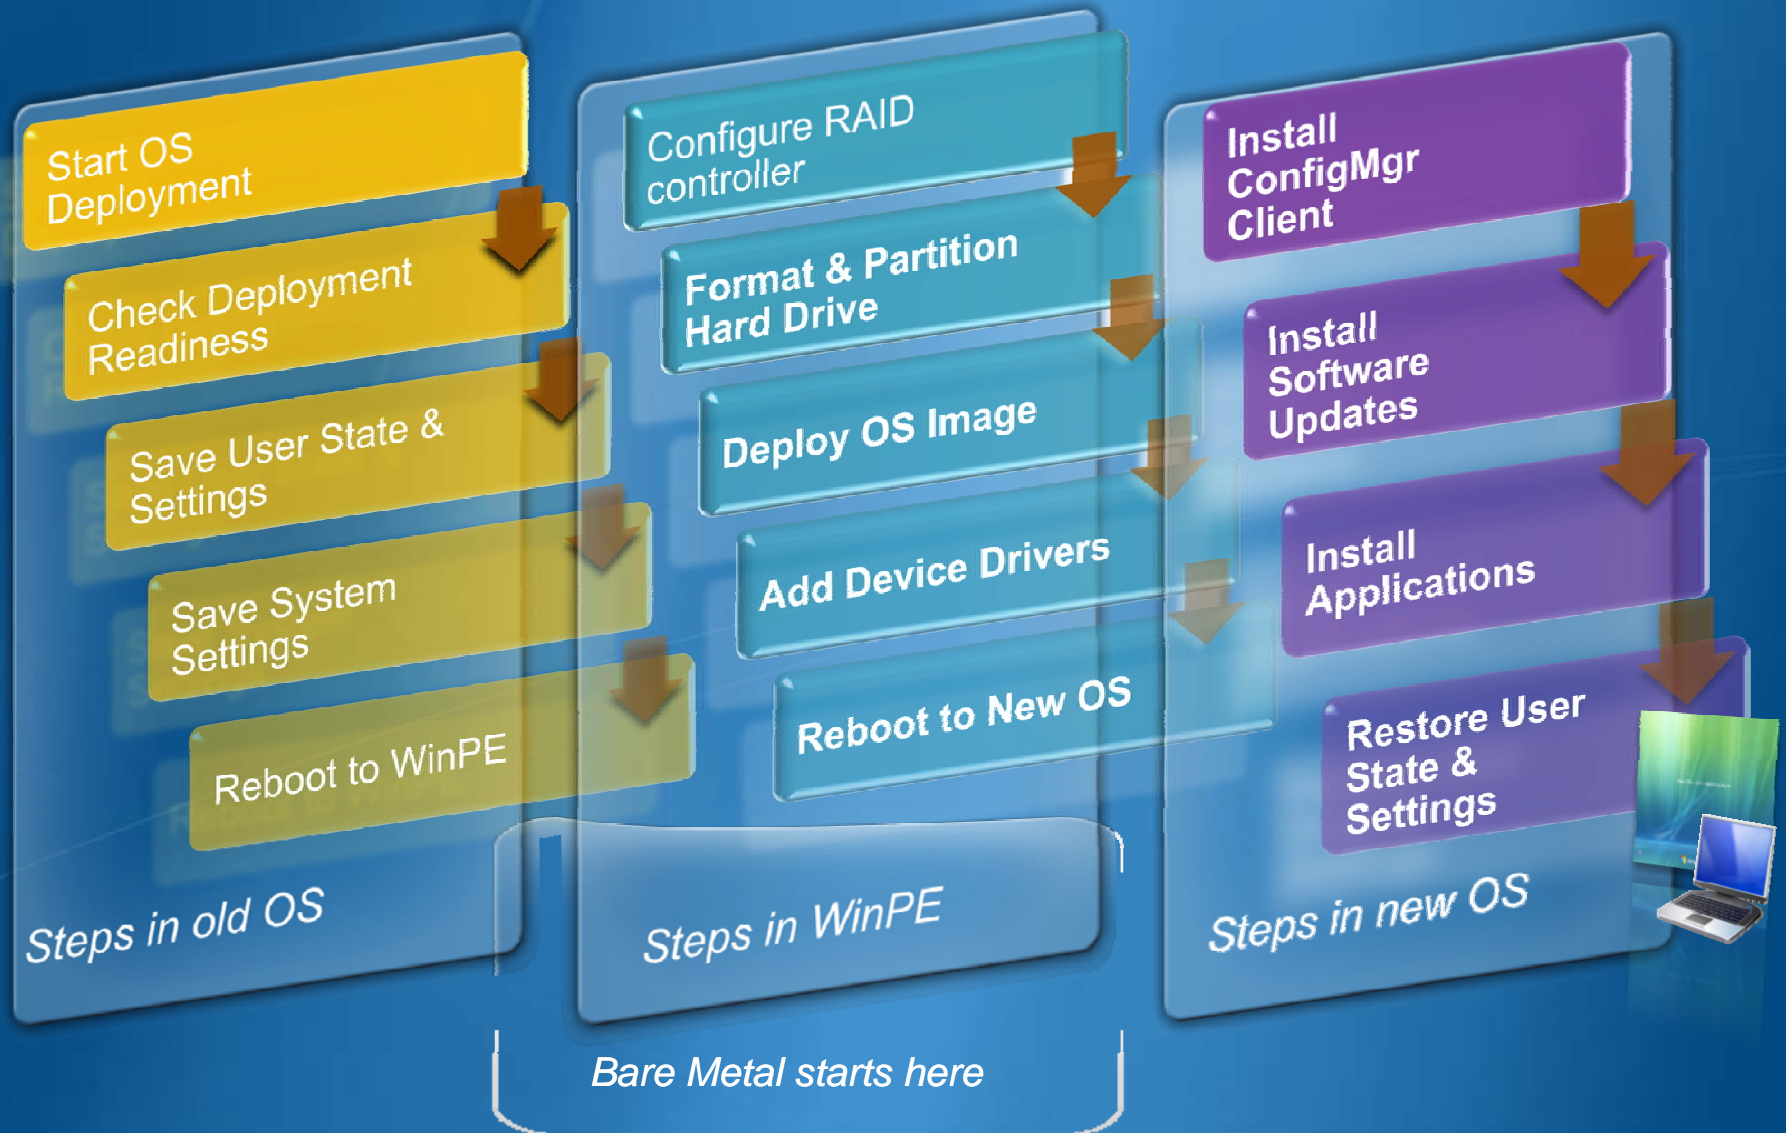 Start OS
Deployment
Check Deployment
Readiness
Save User State &
Settings
Save System
Settings
Reboot to WinPE
Steps in old OS
Configure RAID
controller
Format & Partition
Hard Drive
Deploy OS Image
Add Device Drivers
Reboot to New OS
Steps in WinPE
Bare Metal starts here
Install
ConfigMgr
Client
Install
Software
Updates
Install
Applications
Restore User
State &
Settings
Steps in new OS